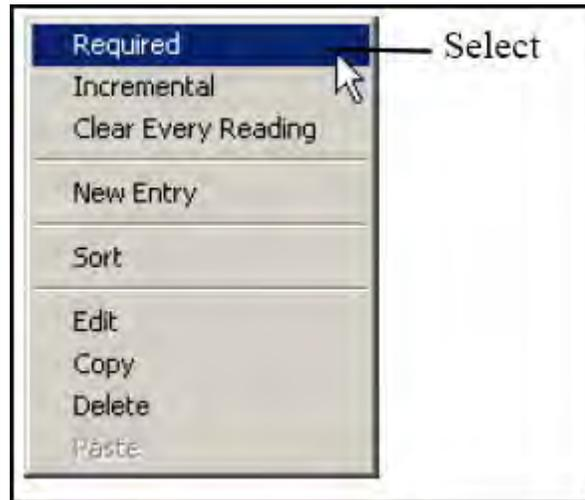 Required
Select
Incremental
Clear Every Reading
New Entry
Sort
Edit
Copy
Delete
Paste